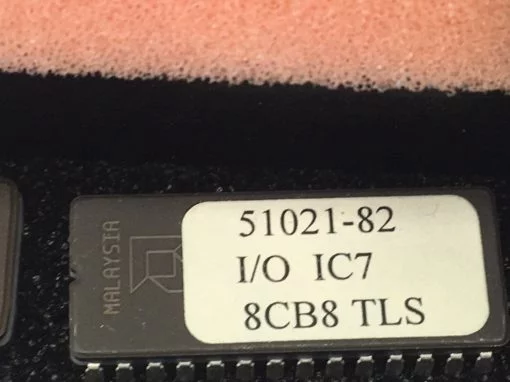 MALAYSIA
51021-82
I/O IC7
8CB8 TLS